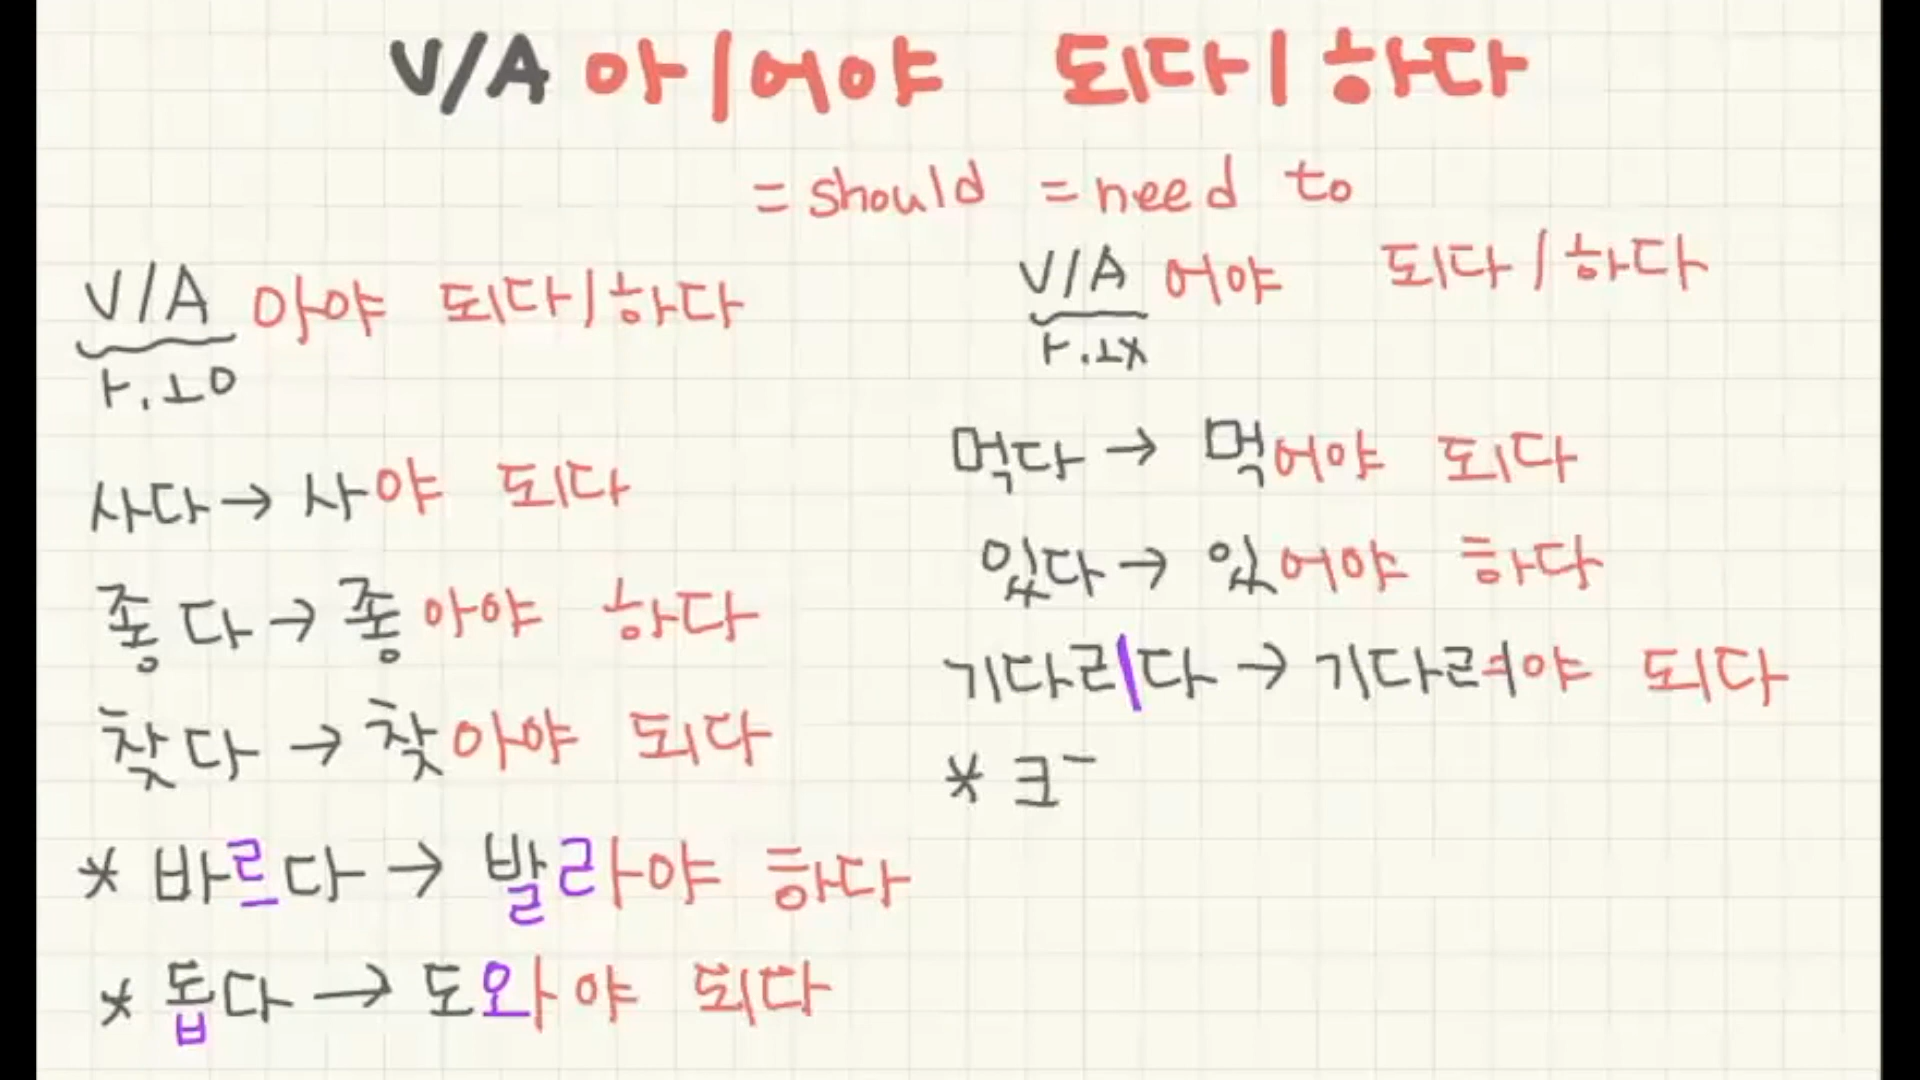 V/A 아/어야 되다/하다
= should = need to
V/A 아야 되다/하다
ㅏ.ㅗO
사다→사야 되다
좋다→좋아야 하다
찾다→찾아야 되다
* 바르다→발라야 하다
* 돕다→도와야 되다
V/A 어야 되다/하다
ㅏ.ㅗX
먹다→먹어야 되다
있다→있어야 하다
기다리다→기다려야 되다
* 크